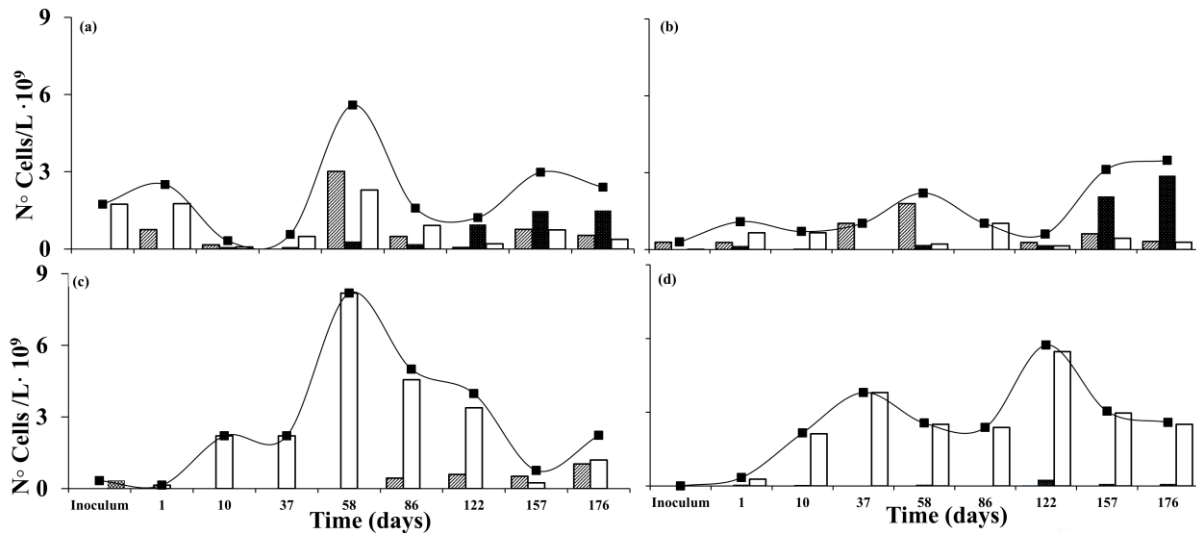 9
(a)
(b)
N° Cells/L · 10⁹
6
3
0
9
(c)
(d)
N° Cells /L · 10⁹
6
3
0
Inoculum 1 10 37 58 86 122 157 176
Inoculum 1 10 37 58 86 122 157 176
Time (days)
Time (days)